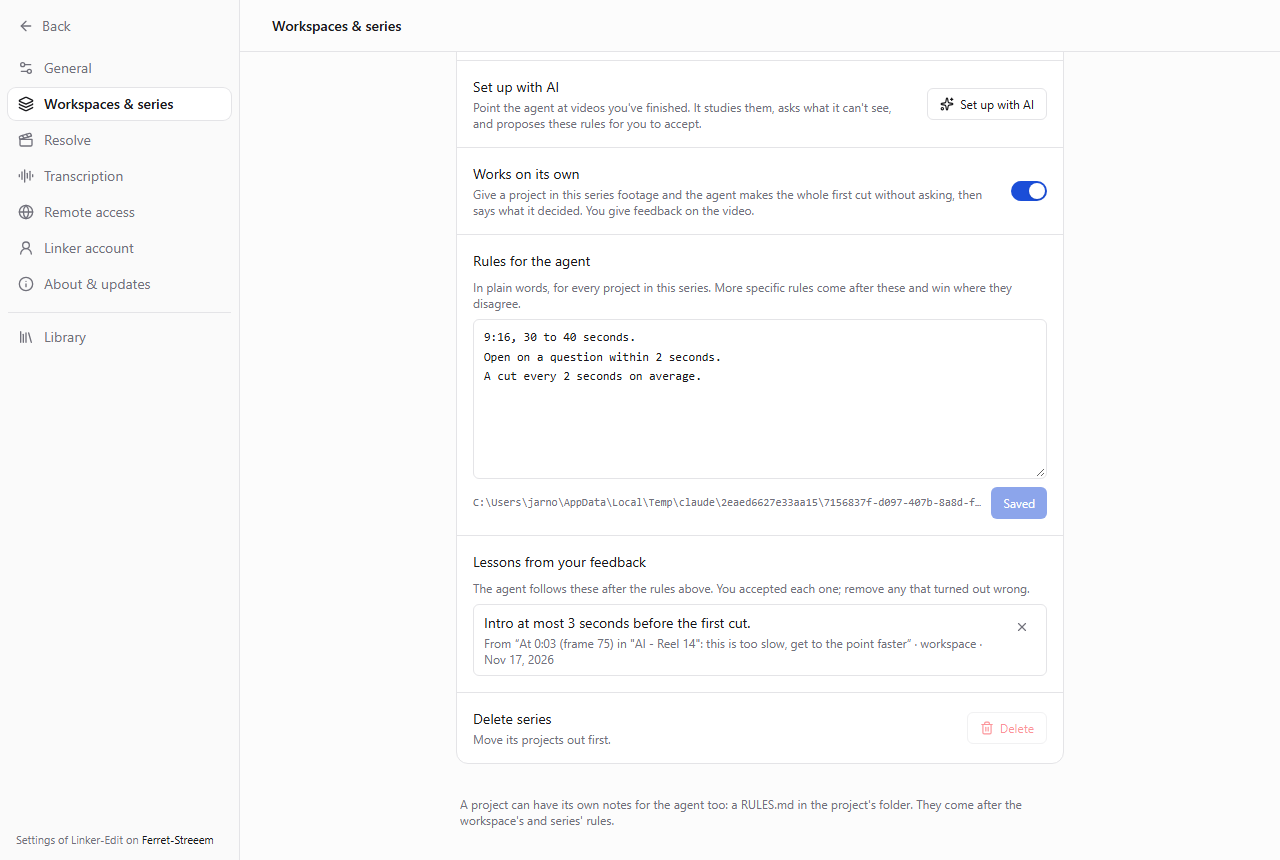 Back
General
Workspaces & series
Resolve
Transcription
Remote access
Linker account
About & updates
Library
Settings of Linker-Edit on Ferret-Streeem
Workspaces & series
Set up with AI
Point the agent at videos you've finished. It studies them, asks what it can't see,
and proposes these rules for you to accept.
Set up with AI
Works on its own
Give a project in this series footage and the agent makes the whole first cut without asking, then
says what it decided. You give feedback on the video.
Rules for the agent
In plain words, for every project in this series. More specific rules come after these and win where they
disagree.
9:16, 30 to 40 seconds.
Open on a question within 2 seconds.
A cut every 2 seconds on average.
C:\Users\jarno\AppData\Local\Temp\claude\2eaed6627e33aa15\7156837f-d097-407b-8a8d-f…
Saved
Lessons from your feedback
The agent follows these after the rules above. You accepted each one; remove any that turned out wrong.
Intro at most 3 seconds before the first cut.
From “At 0:03 (frame 75) in "AI - Reel 14": this is too slow, get to the point faster” · workspace ·
Nov 17, 2026
Delete series
Move its projects out first.
Delete
A project can have its own notes for the agent too: a RULES.md in the project's folder. They come after the
workspace's and series' rules.